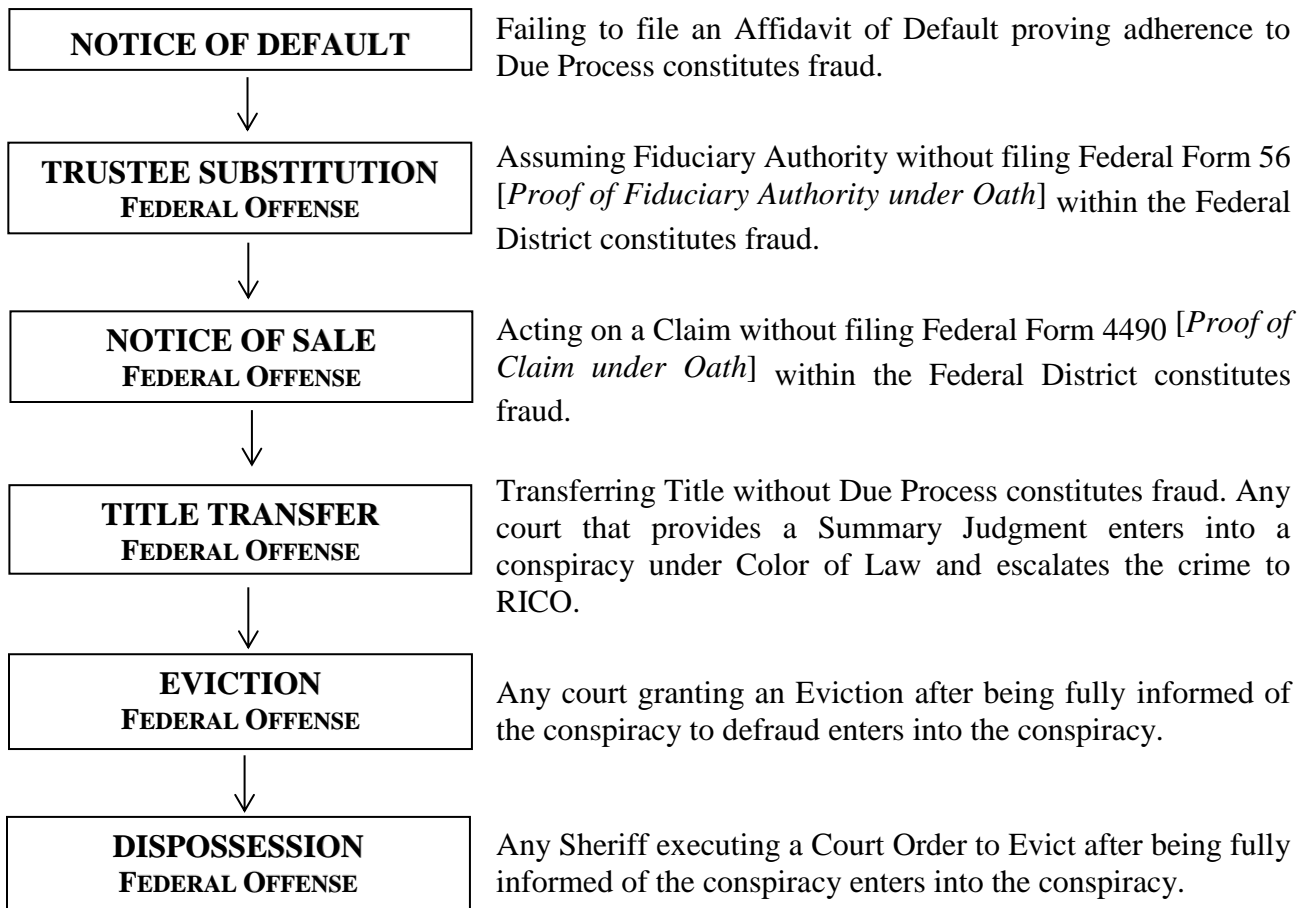 NOTICE OF DEFAULT
Failing to file an Affidavit of Default proving adherence to
Due Process constitutes fraud.
TRUSTEE SUBSTITUTION
FEDERAL OFFENSE
Assuming Fiduciary Authority without filing Federal Form 56
[Proof of Fiduciary Authority under Oath] within the Federal
District constitutes fraud.
NOTICE OF SALE
FEDERAL OFFENSE
Acting on a Claim without filing Federal Form 4490 [Proof of
Claim under Oath] within the Federal District constitutes
fraud.
TITLE TRANSFER
FEDERAL OFFENSE
Transferring Title without Due Process constitutes fraud. Any
court that provides a Summary Judgment enters into a
conspiracy under Color of Law and escalates the crime to
RICO.
EVICTION
FEDERAL OFFENSE
Any court granting an Eviction after being fully informed of
the conspiracy to defraud enters into the conspiracy.
DISPOSSESSION
FEDERAL OFFENSE
Any Sheriff executing a Court Order to Evict after being fully
informed of the conspiracy enters into the conspiracy.